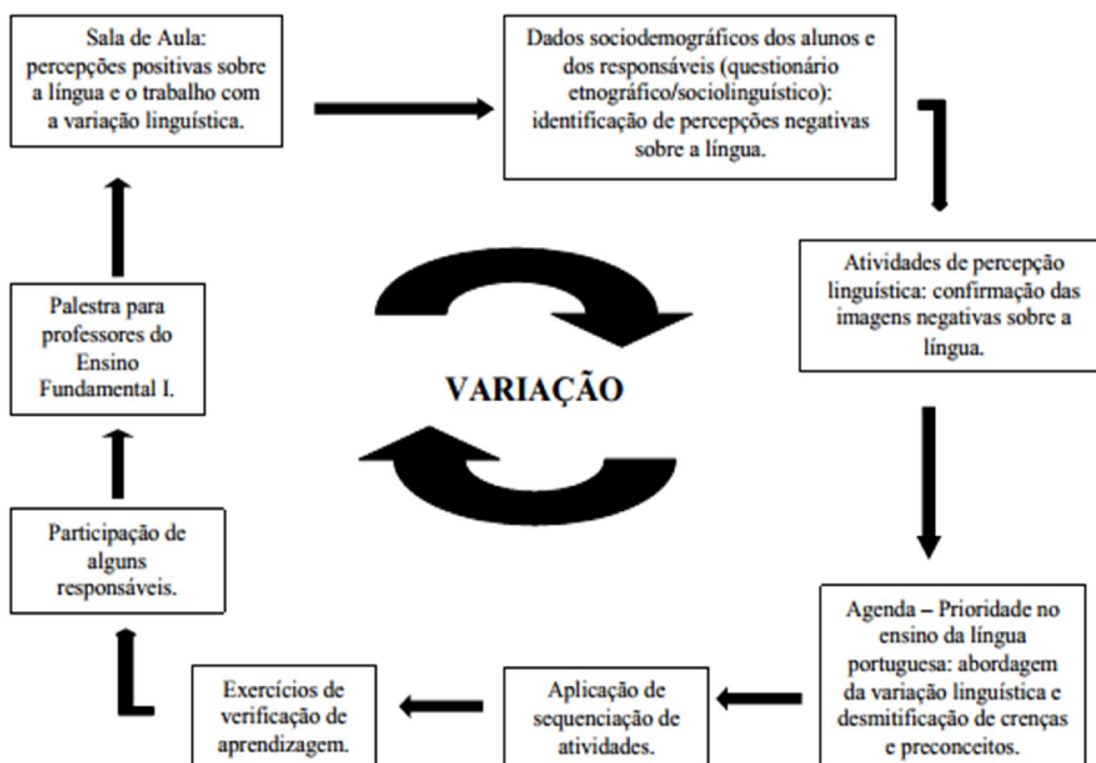 Sala de Aula:
percepções positivas sobre
a língua e o trabalho com
a variação linguística.
Dados sociodemográficos dos alunos e
dos responsáveis (questionário
etnográfico/sociolinguístico):
identificação de percepções negativas
sobre a língua.
Atividades de percepção
linguística: confirmação das
imagens negativas sobre a
língua.
Agenda – Prioridade no
ensino da língua
portuguesa: abordagem
da variação linguística e
desmitificação de crenças
e preconceitos.
Aplicação de
sequenciação de
atividades.
Exercícios de
verificação de
aprendizagem.
Participação de
alguns
responsáveis.
Palestra para
professores do
Ensino
Fundamental I.
VARIAÇÃO